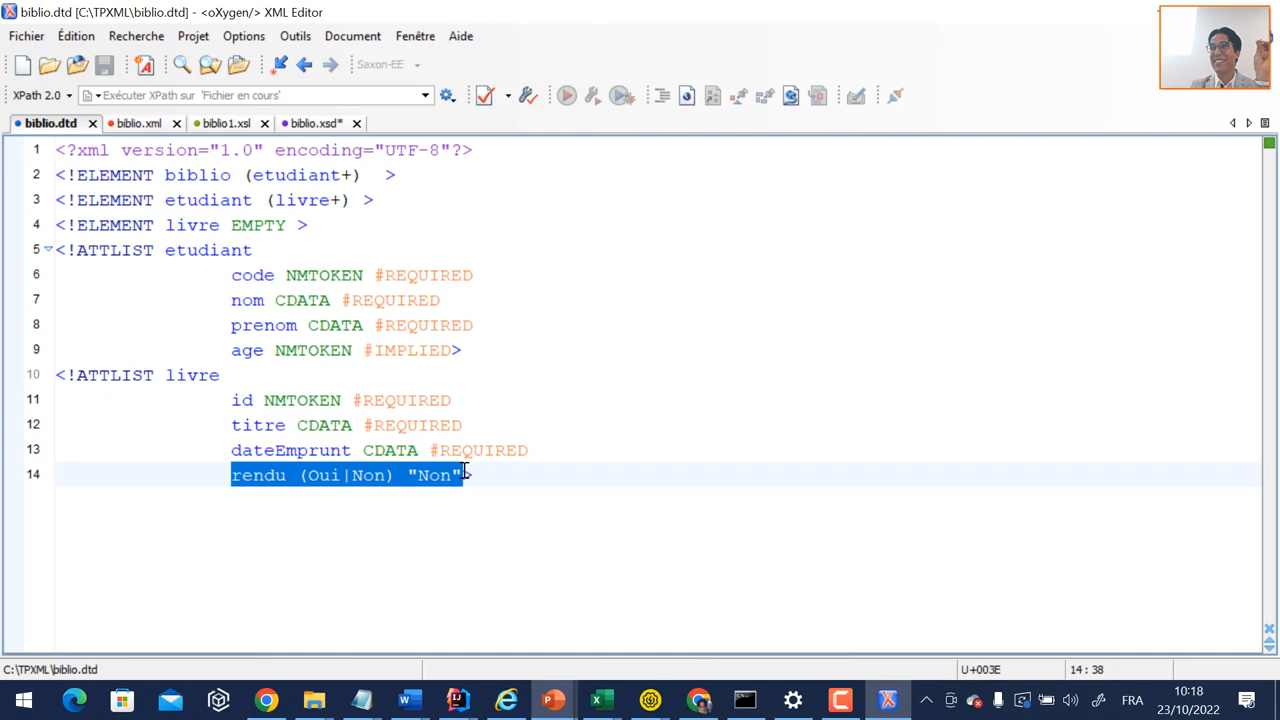 biblio.dtd [C:\TPXML\biblio.dtd] - <oXygen/> XML Editor
Fichier Édition Recherche Projet Options Outils Document Fenêtre Aide
Saxon-EE
XPath 2.0 Exécuter XPath sur 'Fichier en cours'
biblio.dtd biblio.xml biblio1.xsl biblio.xsd*
1 <?xml version="1.0" encoding="UTF-8"?>
2 <!ELEMENT biblio (etudiant+)  >
3 <!ELEMENT etudiant (livre+) >
4 <!ELEMENT livre EMPTY >
5 <!ATTLIST etudiant
6 code NMTOKEN #REQUIRED
7 nom CDATA #REQUIRED
8 prenom CDATA #REQUIRED
9 age NMTOKEN #IMPLIED>
10 <!ATTLIST livre
11 id NMTOKEN #REQUIRED
12 titre CDATA #REQUIRED
13 dateEmprunt CDATA #REQUIRED
14 rendu (Oui|Non) "Non">
C:\TPXML\biblio.dtd U+003E 14 : 38
FRA 10:18
23/10/2022